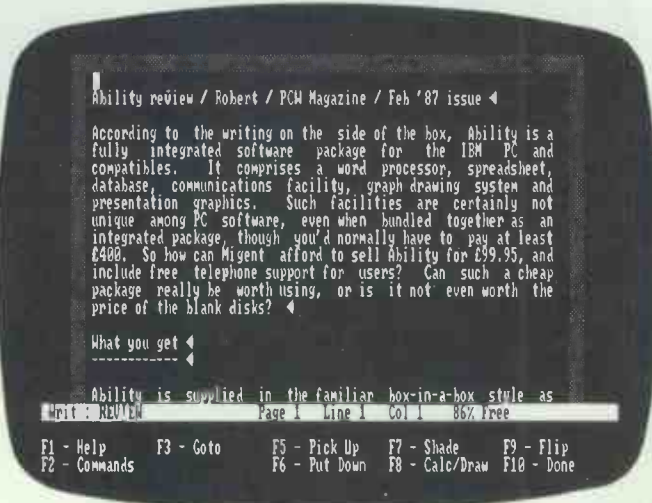 Ability review / Robert / PCW Magazine / Feb '87 issue
According to the writing on the side of the box, Ability is a
fully integrated software package for the IBM PC and
compatibles. It comprises a word processor, spreadsheet,
database, communications facility, graph drawing system and
presentation graphics. Such facilities are certainly not
unique among PC software, even when bundled together as an
integrated package, though you'd normally have to pay at least
£400. So how can Migent afford to sell Ability for £99.95, and
include free telephone support for users? Can such a cheap
package really be worth using, or is it not even worth the
price of the blank disks?
What you get
------------
Ability is supplied in the familiar box-in-a-box style as
Writ : REVIEW Page 1 Line 1 Col 1 86% Free
F1 - Help F3 - Goto F5 - Pick Up F7 - Shade F9 - Flip
F2 - Commands F6 - Put Down F8 - Calc/Draw F10 - Done